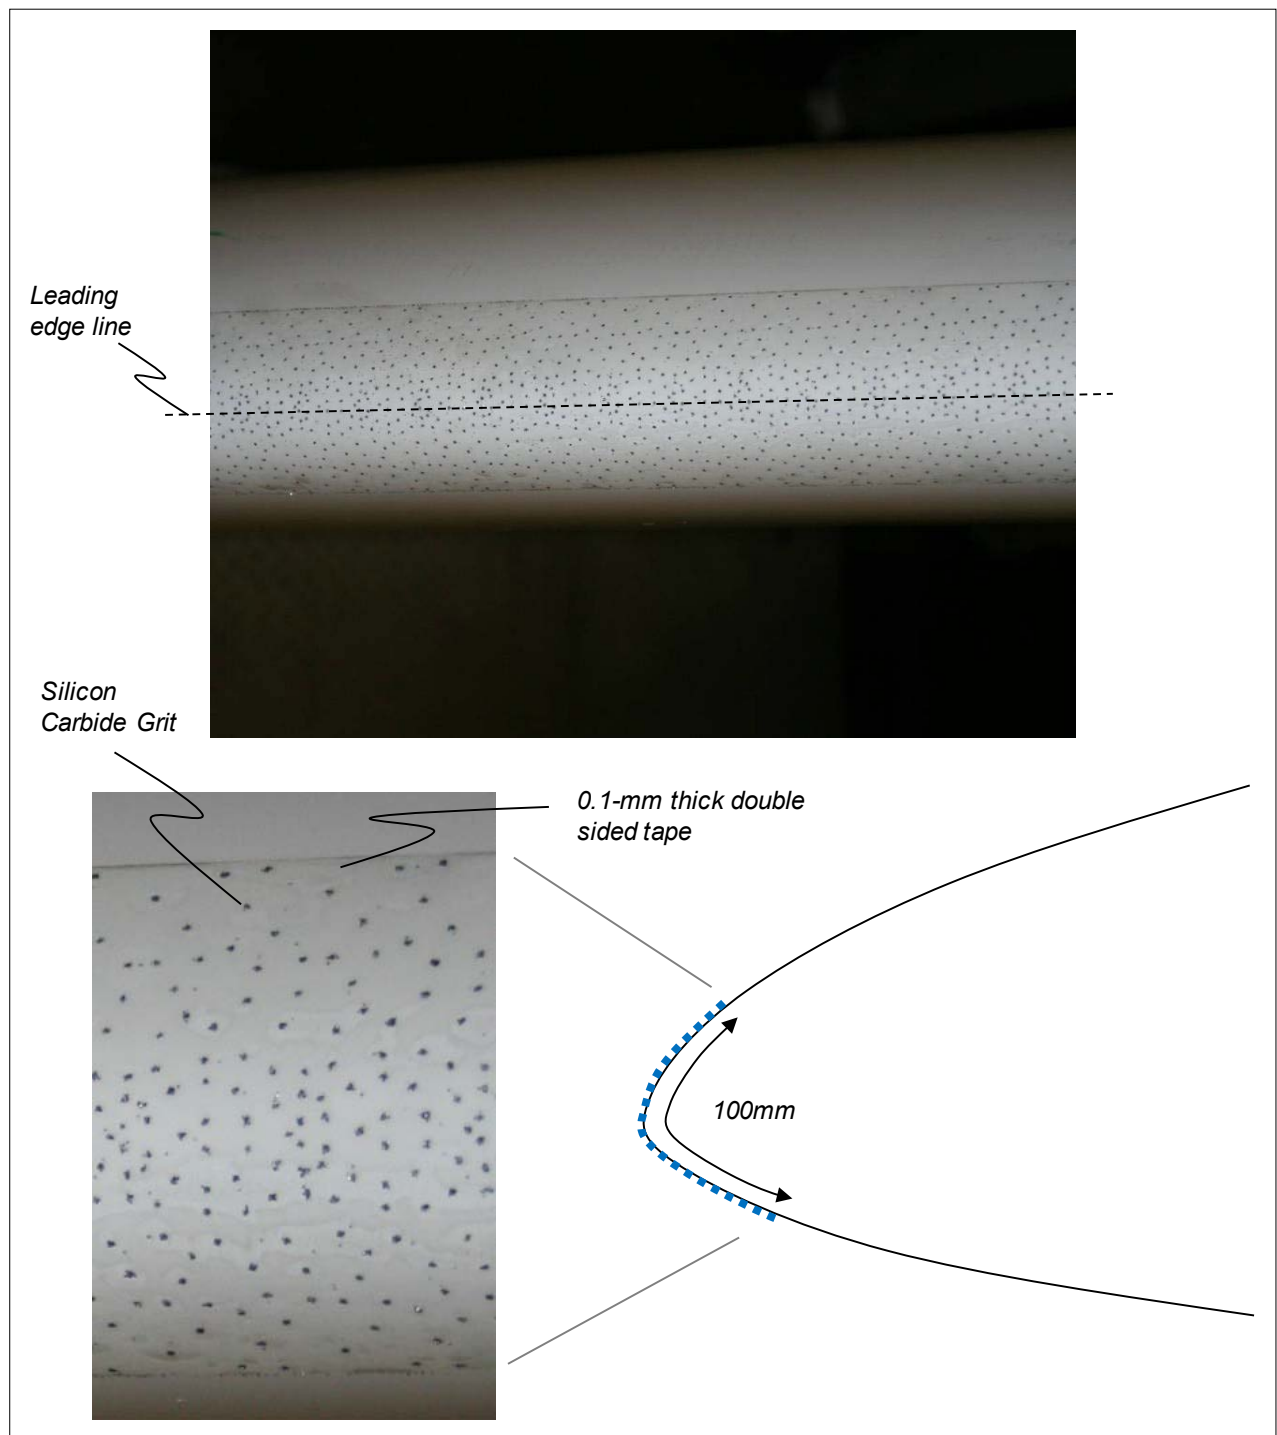 Leading
edge line
Silicon
Carbide Grit
0.1-mm thick double
sided tape
100mm